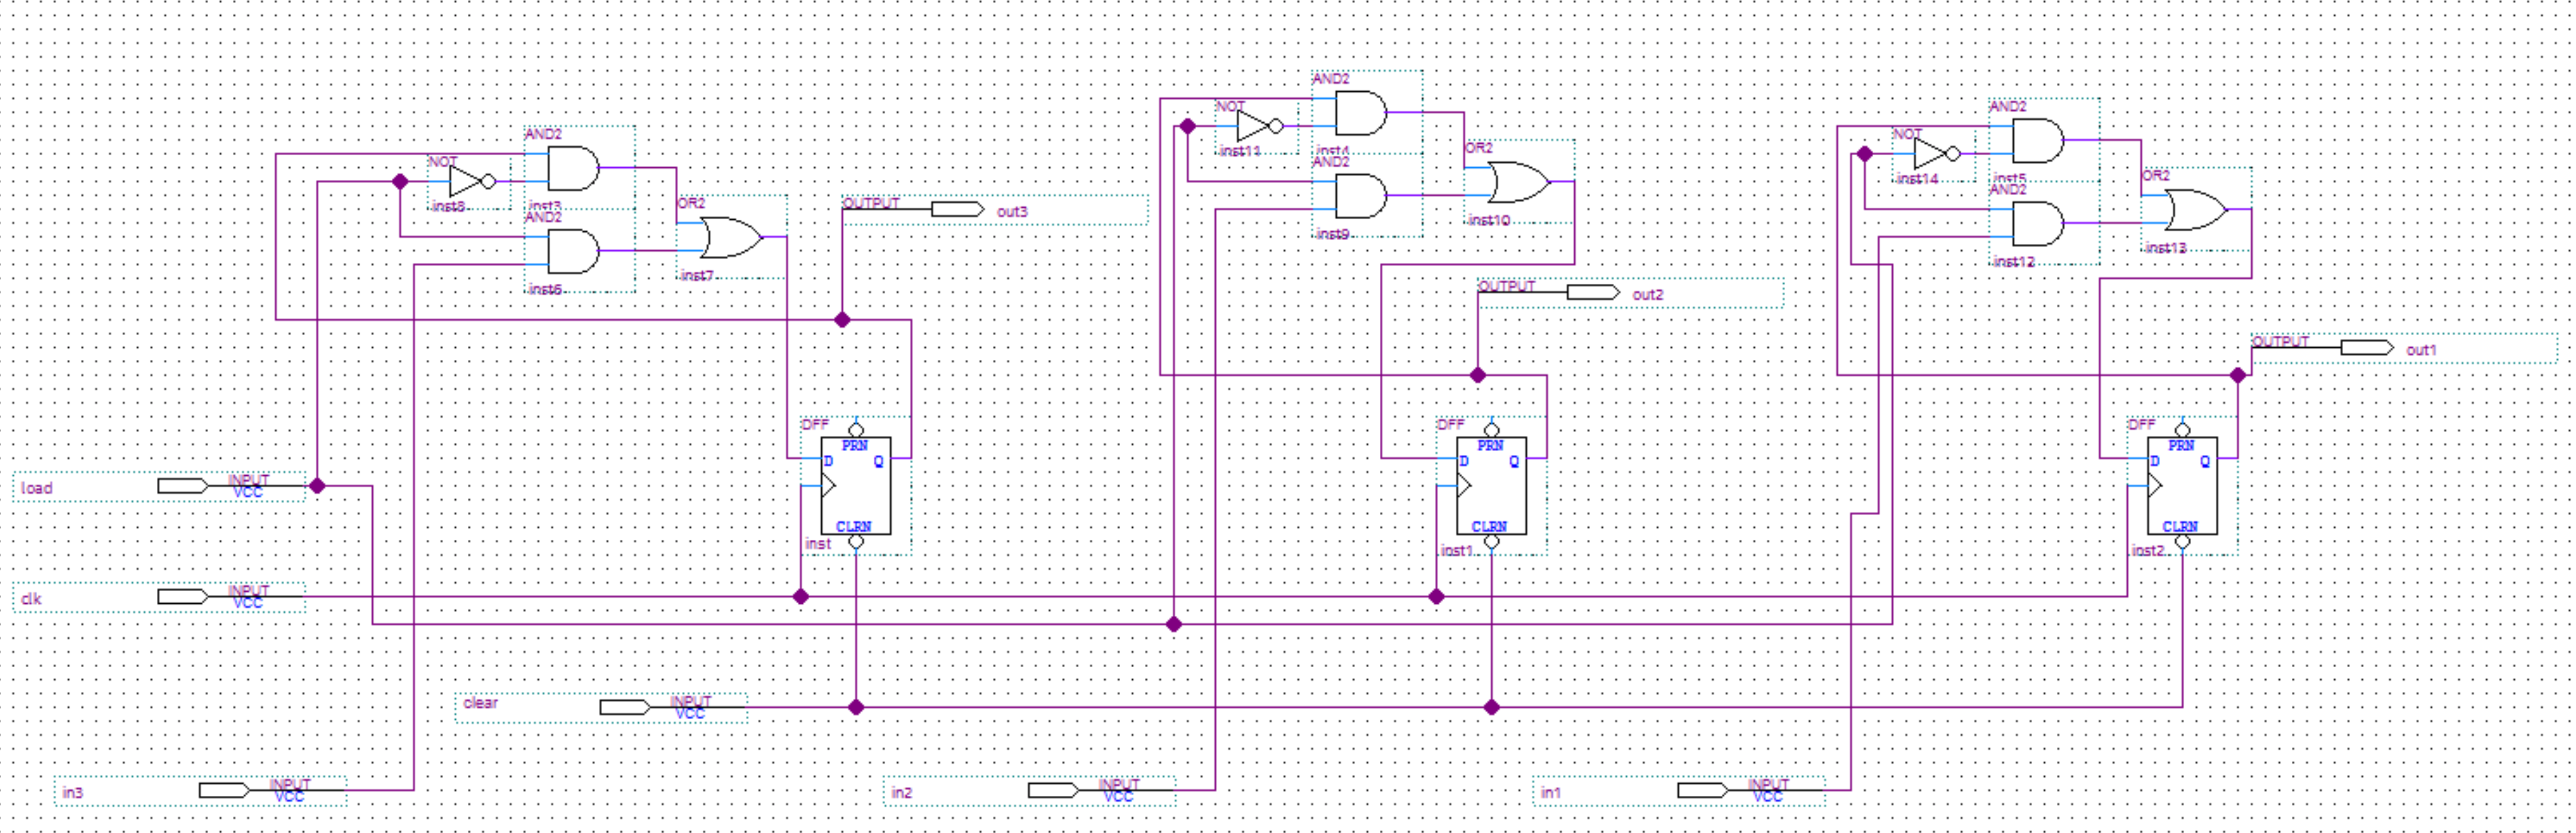 AND2
NOT
inst11
inst4
AND2
inst9
OR2
inst10
AND2
NOT
inst14
inst5
AND2
inst12
OR2
inst13
AND2
NOT
inst8
inst3
AND2
inst6
OR2
inst7
OUTPUT out3
OUTPUT out2
OUTPUT out1
DFF
PRN
D Q
CLRN
inst
DFF
PRN
D Q
CLRN
inst1
DFF
PRN
D Q
CLRN
inst2
load INPUT
VCC
clk INPUT
VCC
clear INPUT
VCC
in3 INPUT
VCC
in2 INPUT
VCC
in1 INPUT
VCC